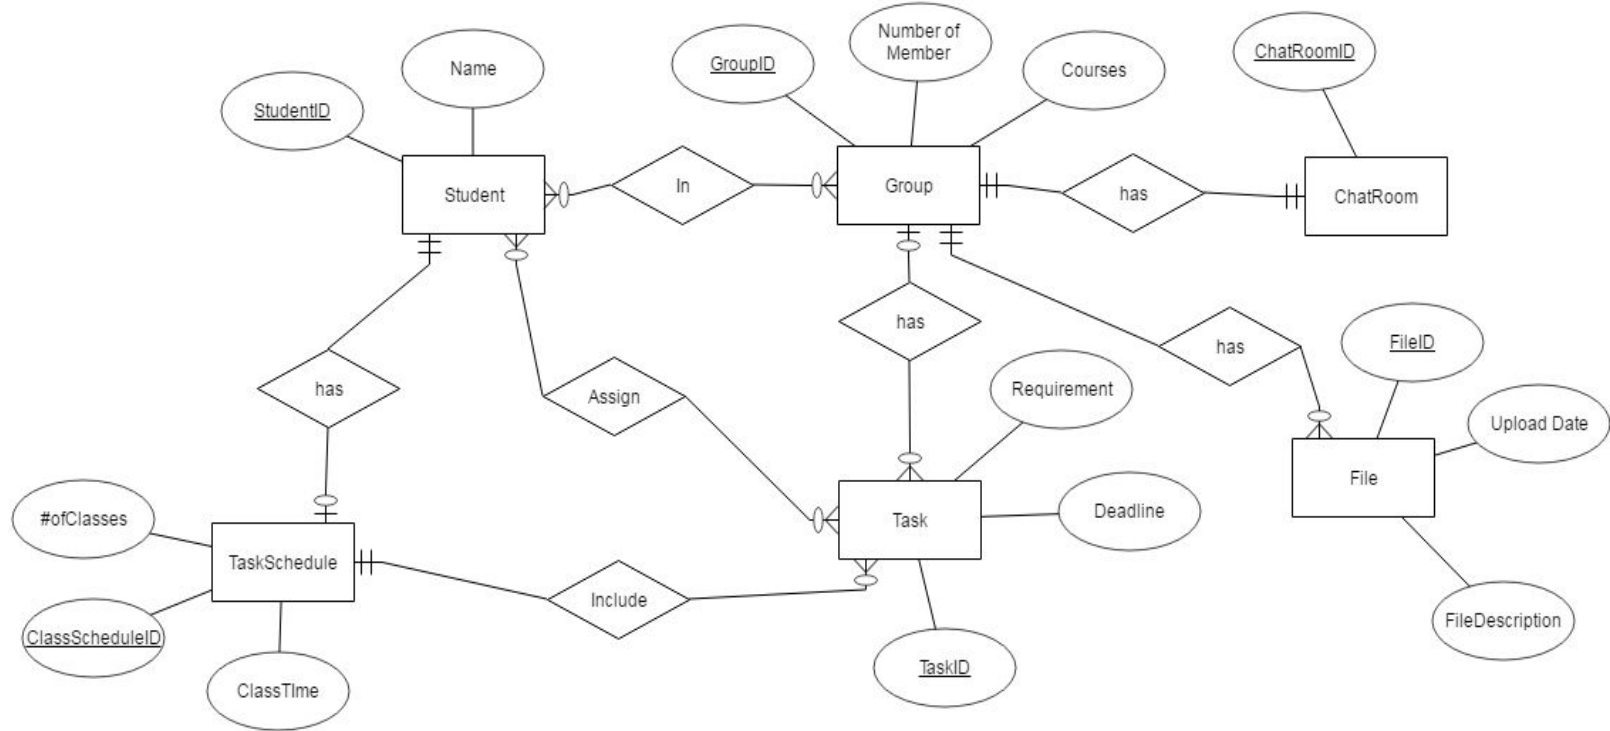 Number of
Member
Name
GroupID
Courses
ChatRoomID
StudentID
Student
In
Group
has
ChatRoom
has
has
FileID
has
Assign
Requirement
Upload Date
File
#ofClasses
Task
Deadline
TaskSchedule
Include
ClassScheduleID
FileDescription
TaskID
ClassTIme